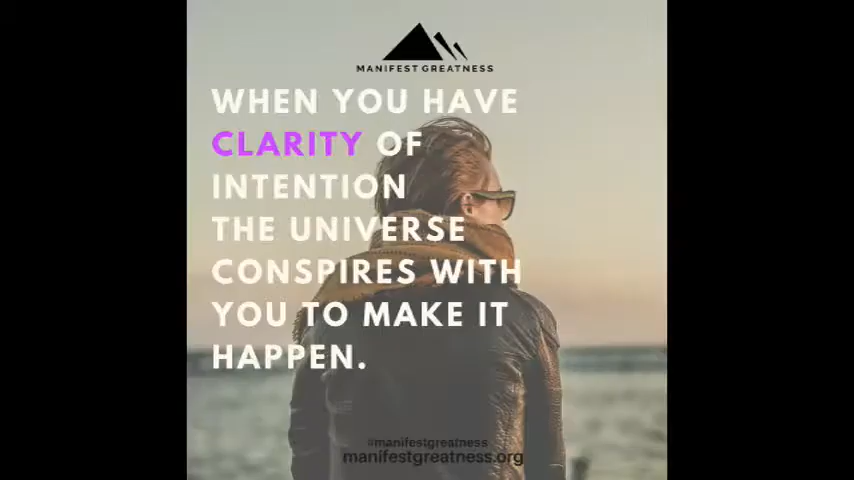 MANIFEST GREATNESS
WHEN YOU HAVE
CLARITY OF
INTENTION
THE UNIVERSE
CONSPIRES WITH
YOU TO MAKE IT
HAPPEN.
#manifestgreatness
manifestgreatness.org